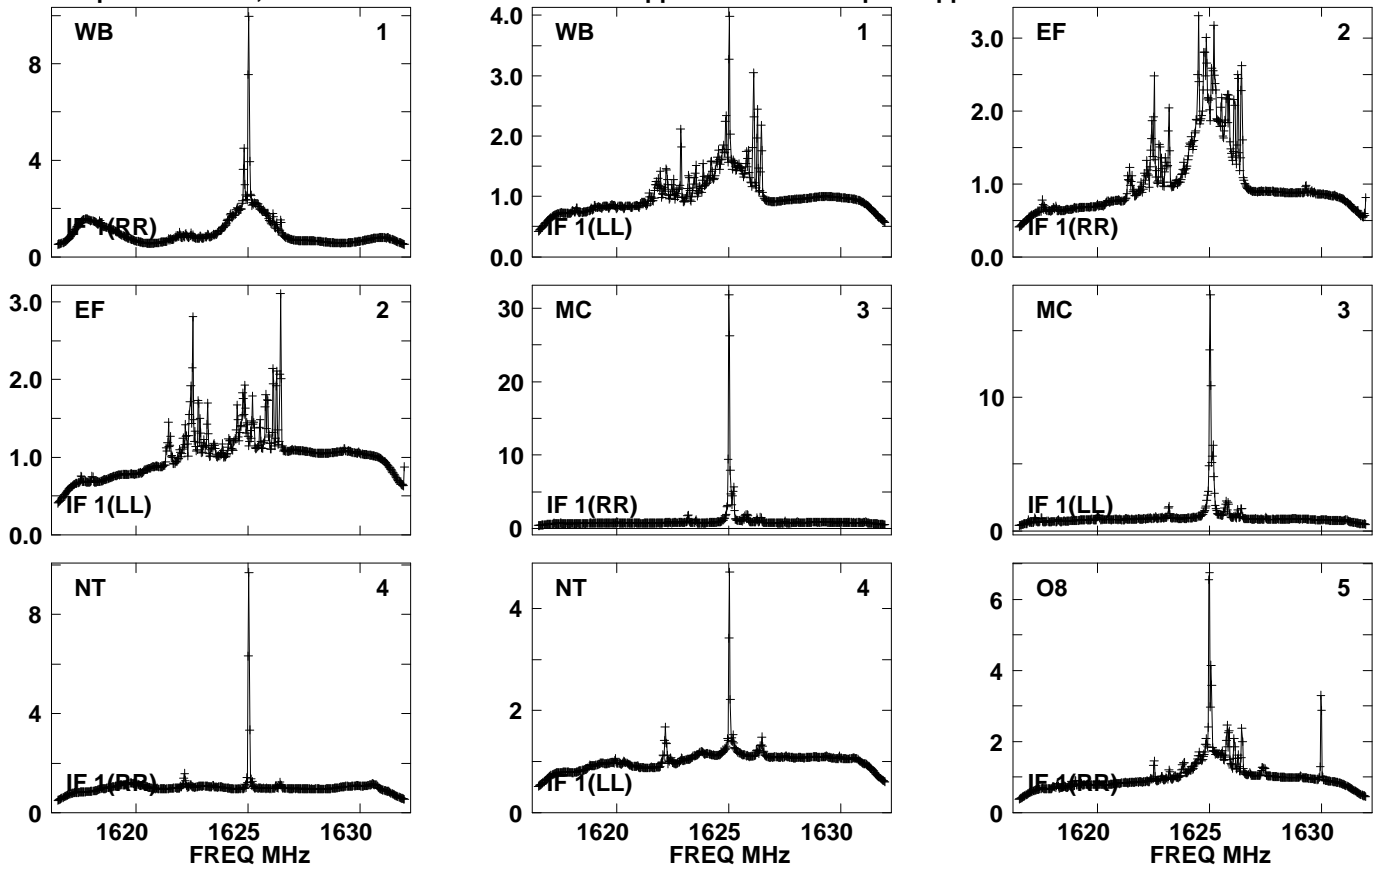 WB 1 WB 1 EF 2
8 4.0 3.0
4 3.0 2.0
0 2.0 1.0
1.0 0.0
0.0
IF 1(RR) IF 1(LL) IF 1(RR)
EF 2 MC 3 MC 3
3.0 30 10
2.0 20 0
1.0 10
0.0 0
IF 1(LL) IF 1(RR) IF 1(LL)
NT 4 NT 4 O8 5
8 4 6
4 2 4
0 0 2
0
IF 1(RR) IF 1(LL) IF 1(RR)
1620 1625 1630 1620 1625 1630 1620 1625 1630
FREQ MHz FREQ MHz FREQ MHz